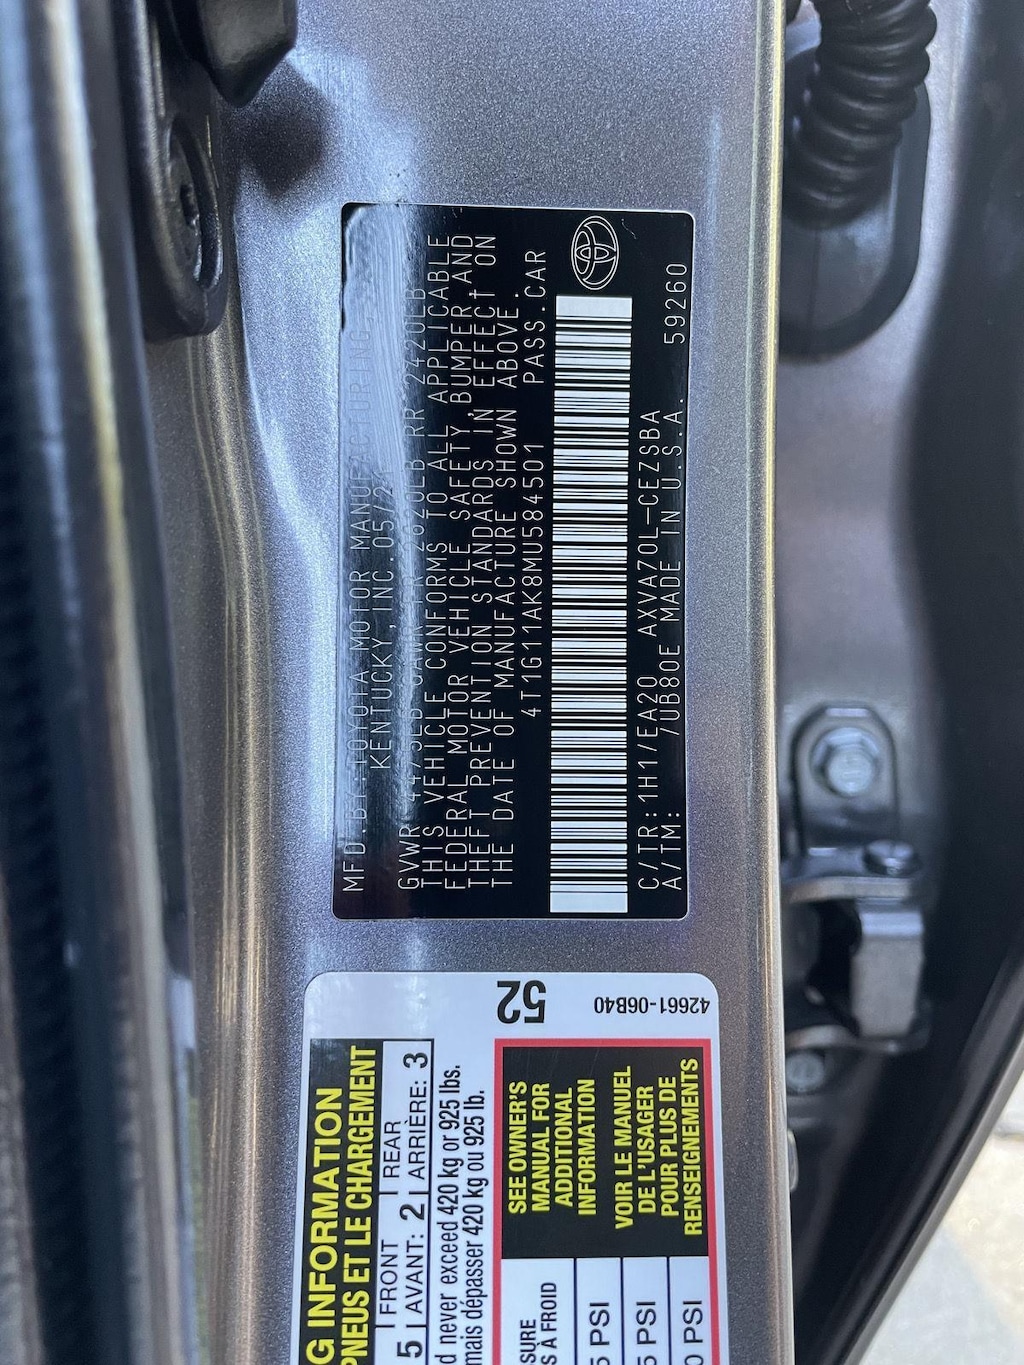 MFD.BY:TOYOTA MOTOR MANUFACTURING,
KENTUCKY,INC.05/21
GVWR 4475LB GAWR FR 2620LB RR 2420LB
THIS VEHICLE CONFORMS TO ALL APPLICABLE
FEDERAL MOTOR VEHICLE SAFETY,BUMPER AND
THEFT PREVENTION STANDARDS IN EFFECT ON
THE DATE OF MANUFACTURE SHOWN ABOVE.
4T1G11AK8MU584501 PASS.CAR
C/TR:1H1/EA20 AXVA70L-CEZSBA
A/TM: /UB80E MADE IN U.S.A. 59260
52
42661-06B40
INFORMATION
PNEUS ET LE CHARGEMENT
5 FRONT 2 REAR 3
AVANT: ARRIÈRE:
never exceed 420 kg or 925 lbs.
mais dépasser 420 kg ou 925 lb.
SEE OWNER'S
MANUAL FOR
ADDITIONAL
INFORMATION
VOIR LE MANUEL
DE L'USAGER
POUR PLUS DE
RENSEIGNEMENTS
À FROID
PSI
PSI
PSI